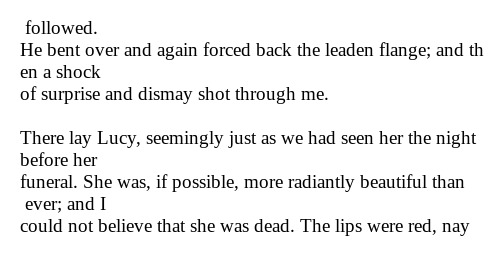 followed.
He bent over and again forced back the leaden flange; and th
en a shock
of surprise and dismay shot through me.

There lay Lucy, seemingly just as we had seen her the night
before her
funeral. She was, if possible, more radiantly beautiful than
ever; and I
could not believe that she was dead. The lips were red, nay